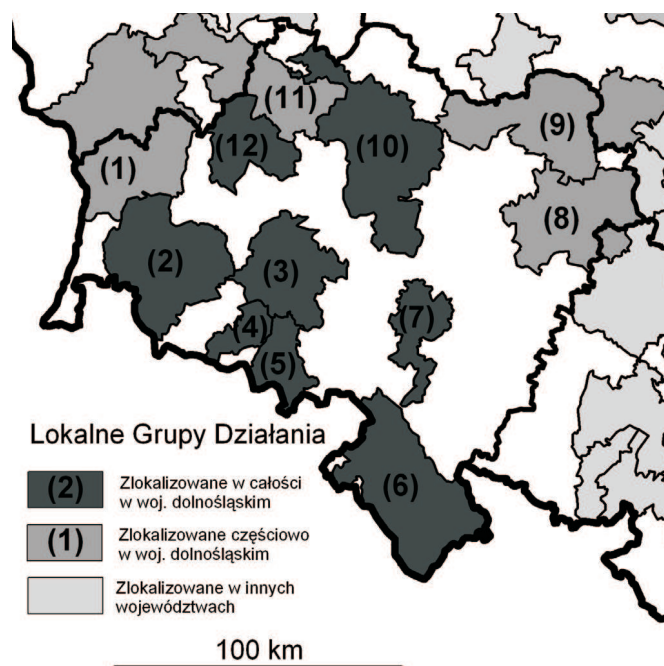 (11)
(12)
(10)
(9)
(1)
(8)
(2)
(3)
(4)
(7)
(5)
(6)
Lokalne Grupy Działania
(2) Zlokalizowane w całości
w woj. dolnośląskim
(1) Zlokalizowane częściowo
w woj. dolnośląskim
Zlokalizowane w innych
województwach
100 km